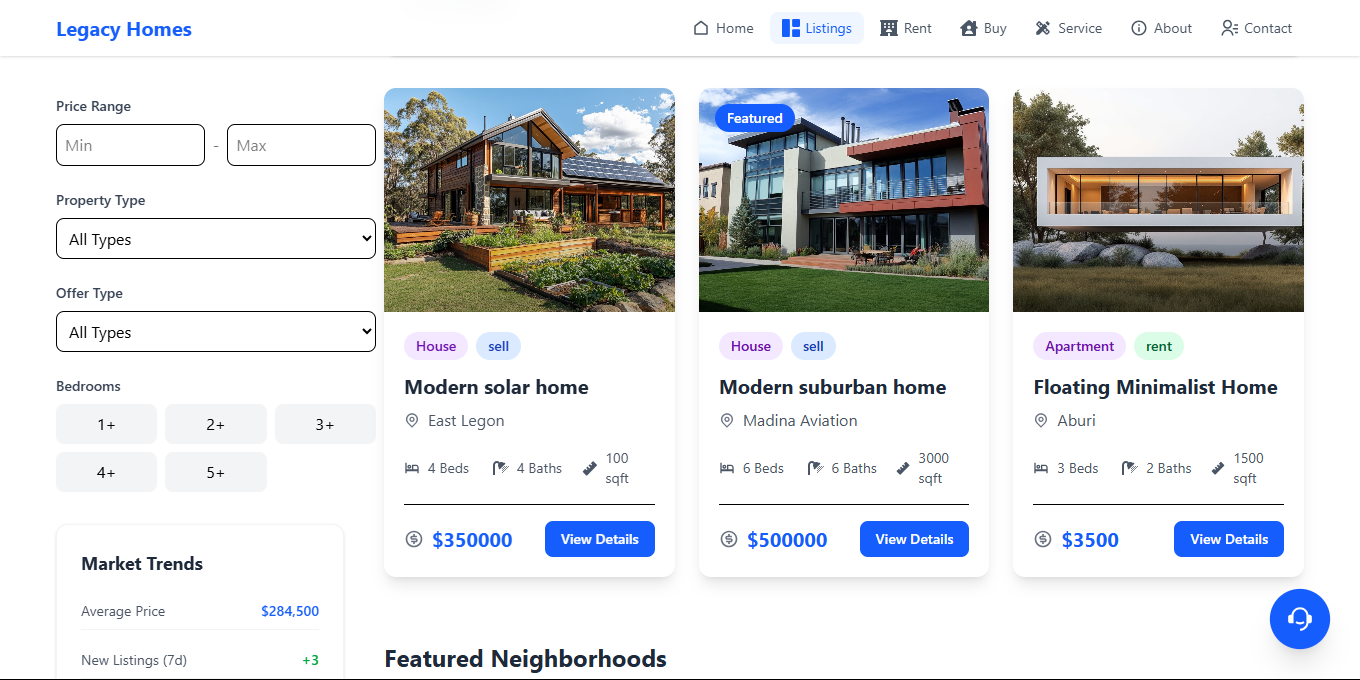 Legacy Homes
Home
Listings
Rent
Buy
Service
About
Contact
Price Range
Min - Max
Property Type
All Types
Offer Type
All Types
Bedrooms
1+ 2+ 3+
4+ 5+
Market Trends
Average Price $284,500
New Listings (7d) +3
House sell
Modern solar home
East Legon
4 Beds 4 Baths 100
sqft
$350000 View Details
Featured
House sell
Modern suburban home
Madina Aviation
6 Beds 6 Baths 3000
sqft
$500000 View Details
Apartment rent
Floating Minimalist Home
Aburi
3 Beds 2 Baths 1500
sqft
$3500 View Details
Featured Neighborhoods